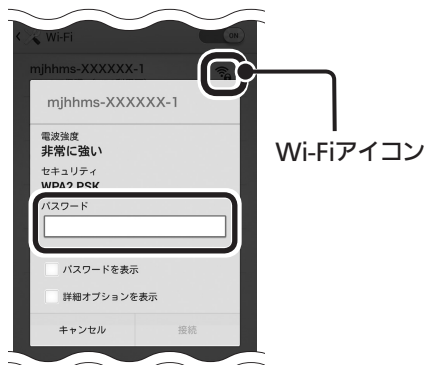 Wi-Fi
ON
mjhhms-XXXXXX-1
mjhhms-XXXXXX-1
電波強度
非常に強い
セキュリティ
WPA2 PSK
パスワード
パスワードを表示
詳細オプションを表示
キャンセル
接続
Wi-Fiアイコン